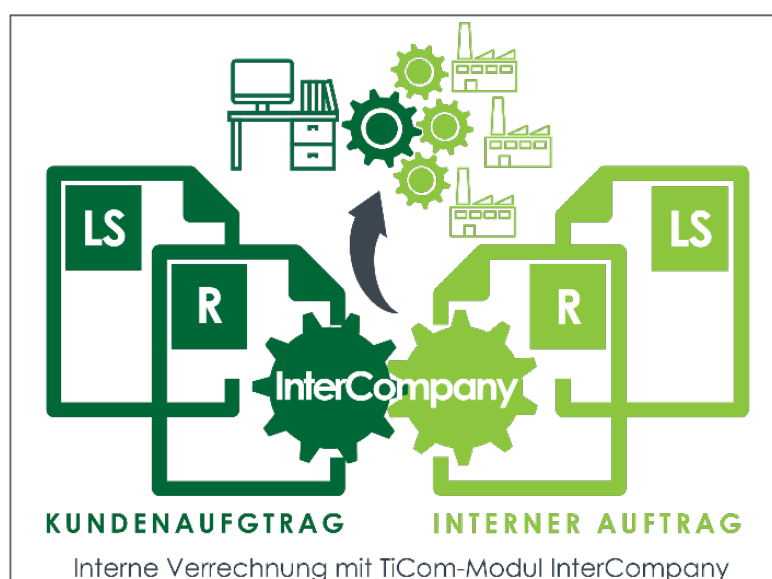 LS
R
LS
R
InterCompany
KUNDENAUFGTRAG
INTERNER AUFTRAG
Interne Verrechnung mit TiCom-Modul InterCompany